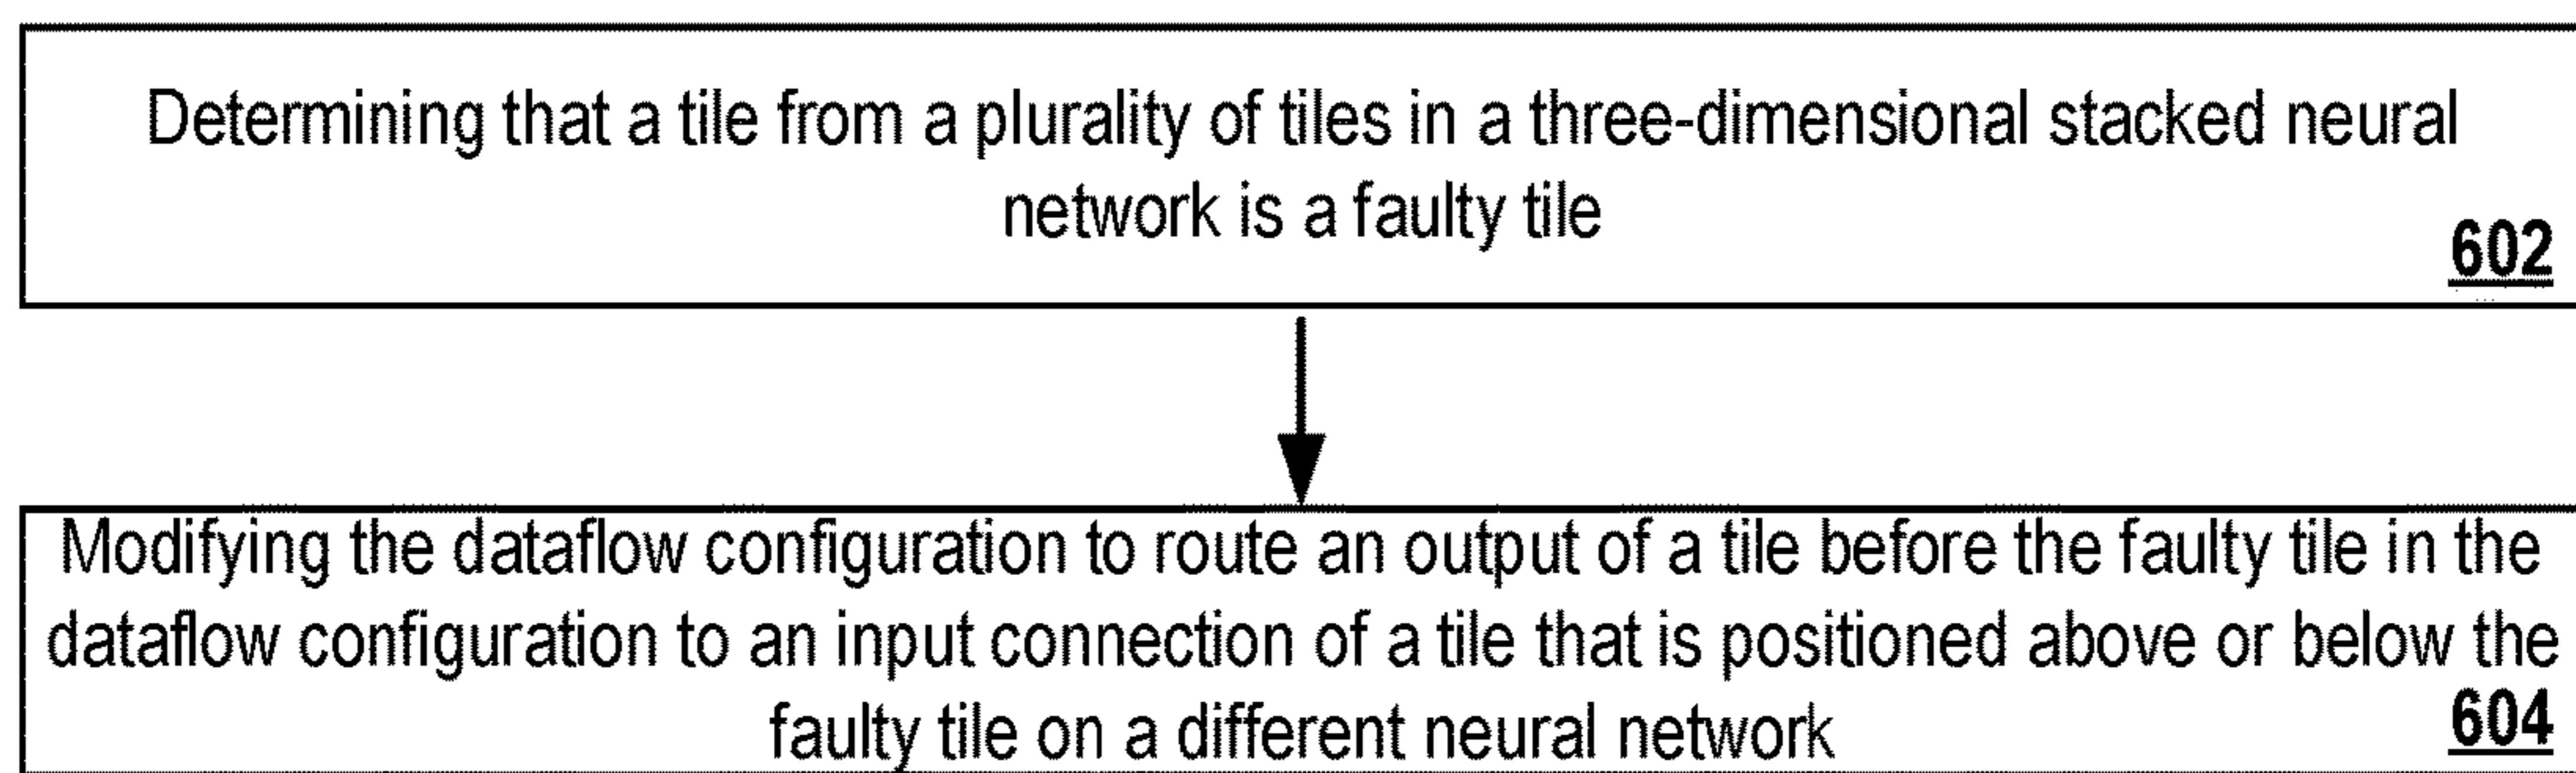 Determining that a tile from a plurality of tiles in a three-dimensional stacked neural
network is a faulty tile
602
Modifying the dataflow configuration to route an output of a tile before the faulty tile in the
dataflow configuration to an input connection of a tile that is positioned above or below the
faulty tile on a different neural network
604